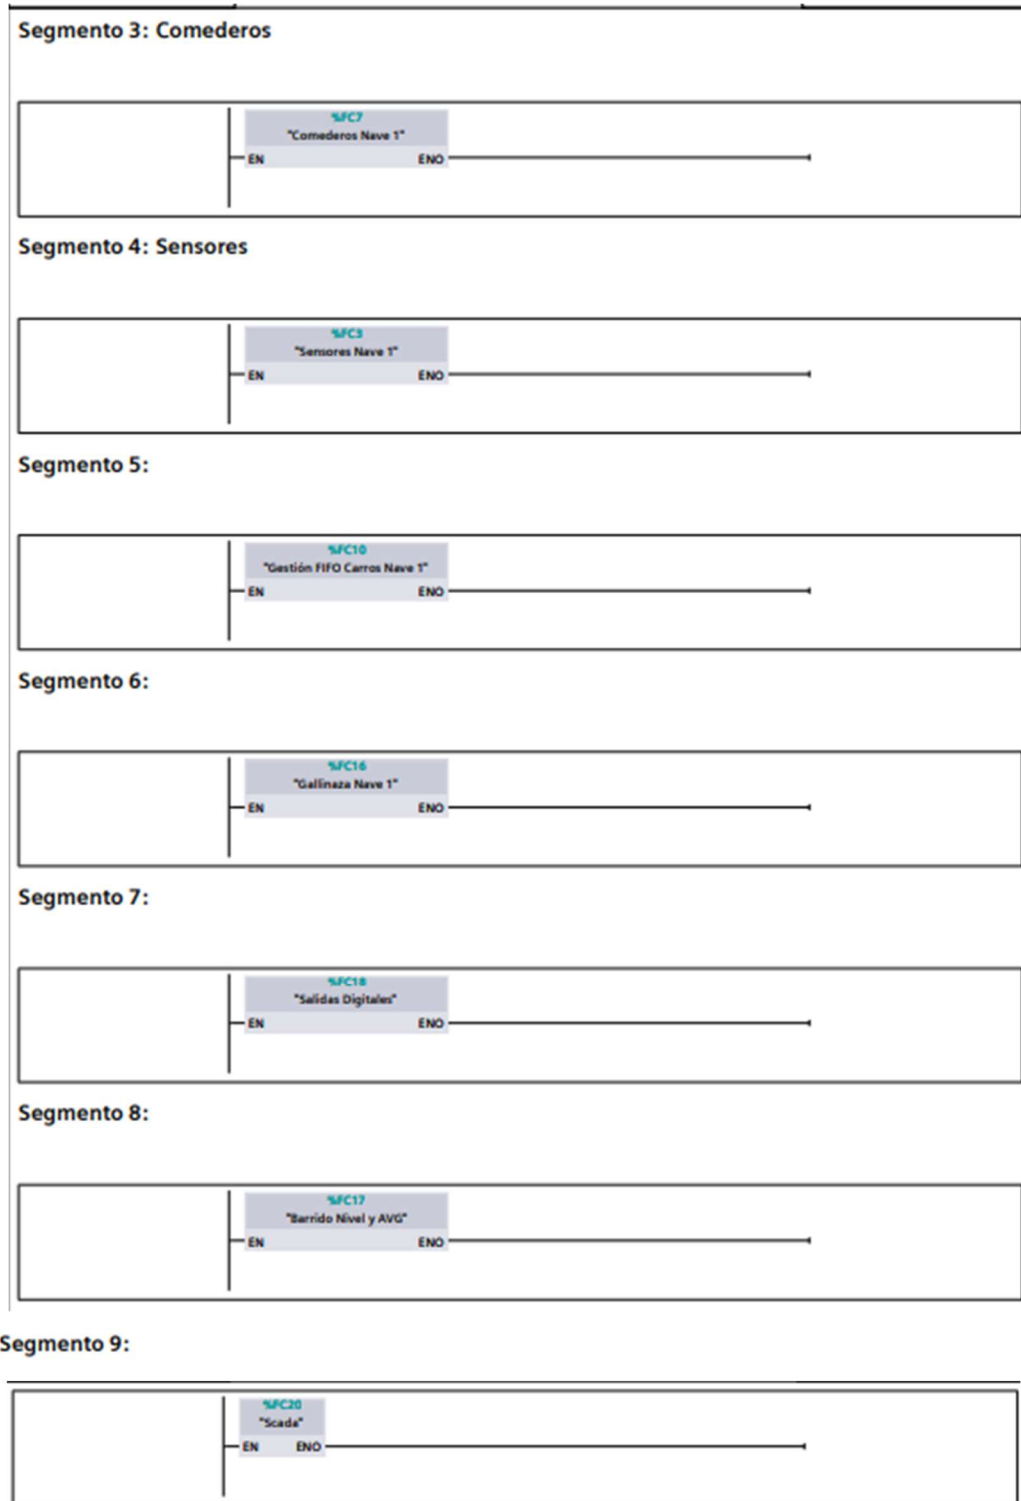 Segmento 3: Comederos
%FC7
"Comederos Nave 1"
EN ENO
Segmento 4: Sensores
%FC3
"Sensores Nave 1"
EN ENO
Segmento 5:
%FC10
"Gestión FIFO Carros Nave 1"
EN ENO
Segmento 6:
%FC16
"Gallinaza Nave 1"
EN ENO
Segmento 7:
%FC18
"Salidas Digitales"
EN ENO
Segmento 8:
%FC17
"Barrido Nivel y AVG"
EN ENO
Segmento 9:
%FC20
"Scada"
EN ENO